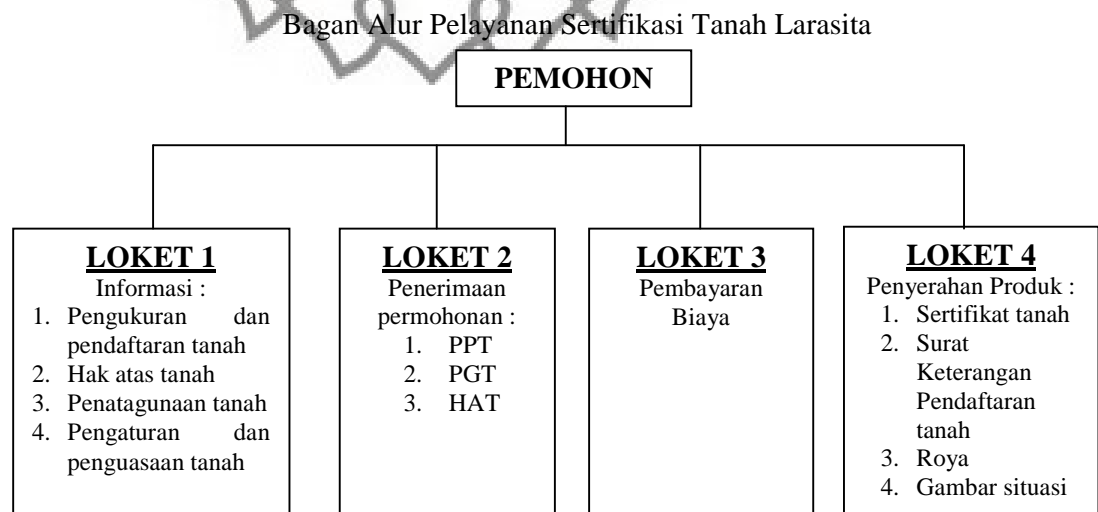 Bagan Alur Pelayanan Sertifikasi Tanah Larasita
PEMOHON
LOKET 1
Informasi :
1. Pengukuran dan
pendaftaran tanah
2. Hak atas tanah
3. Penatagunaan tanah
4. Pengaturan dan
penguasaan tanah
LOKET 2
Penerimaan
permohonan :
1. PPT
2. PGT
3. HAT
LOKET 3
Pembayaran
Biaya
LOKET 4
Penyerahan Produk :
1. Sertifikat tanah
2. Surat
Keterangan
Pendaftaran
tanah
3. Roya
4. Gambar situasi